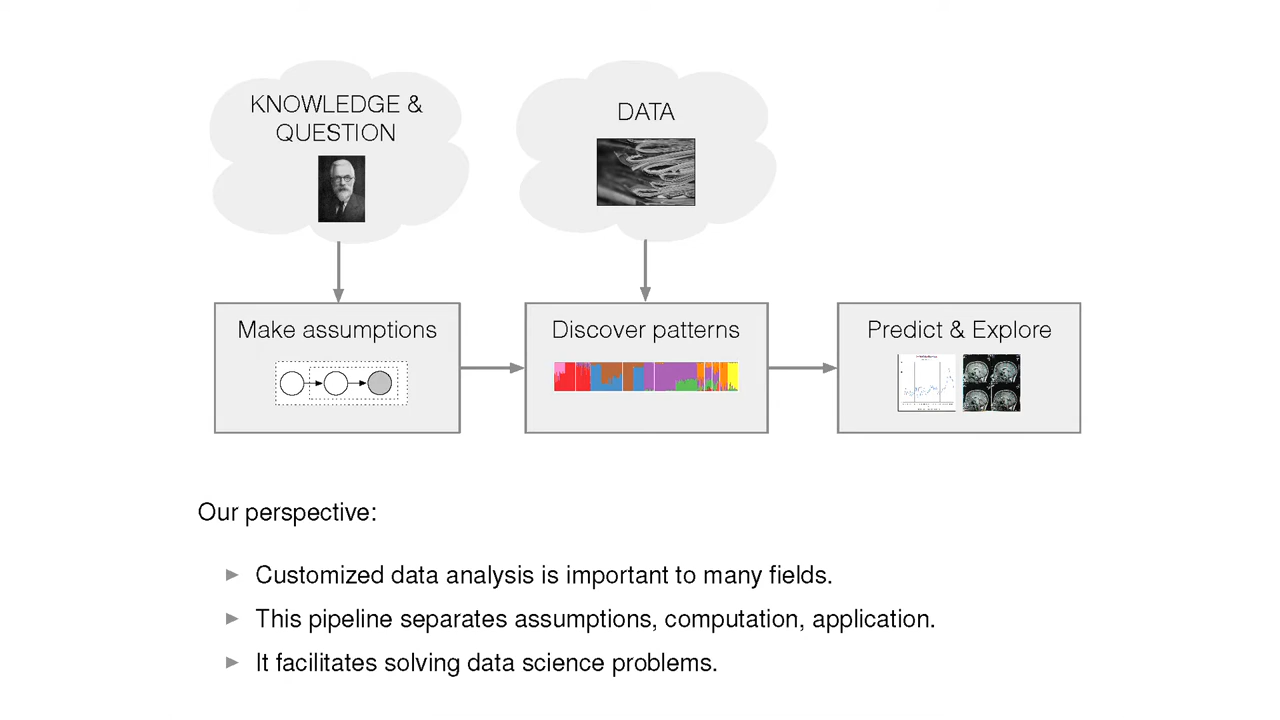 KNOWLEDGE &
QUESTION
DATA
Make assumptions
Discover patterns
Predict & Explore
Our perspective:
Customized data analysis is important to many fields.
This pipeline separates assumptions, computation, application.
It facilitates solving data science problems.